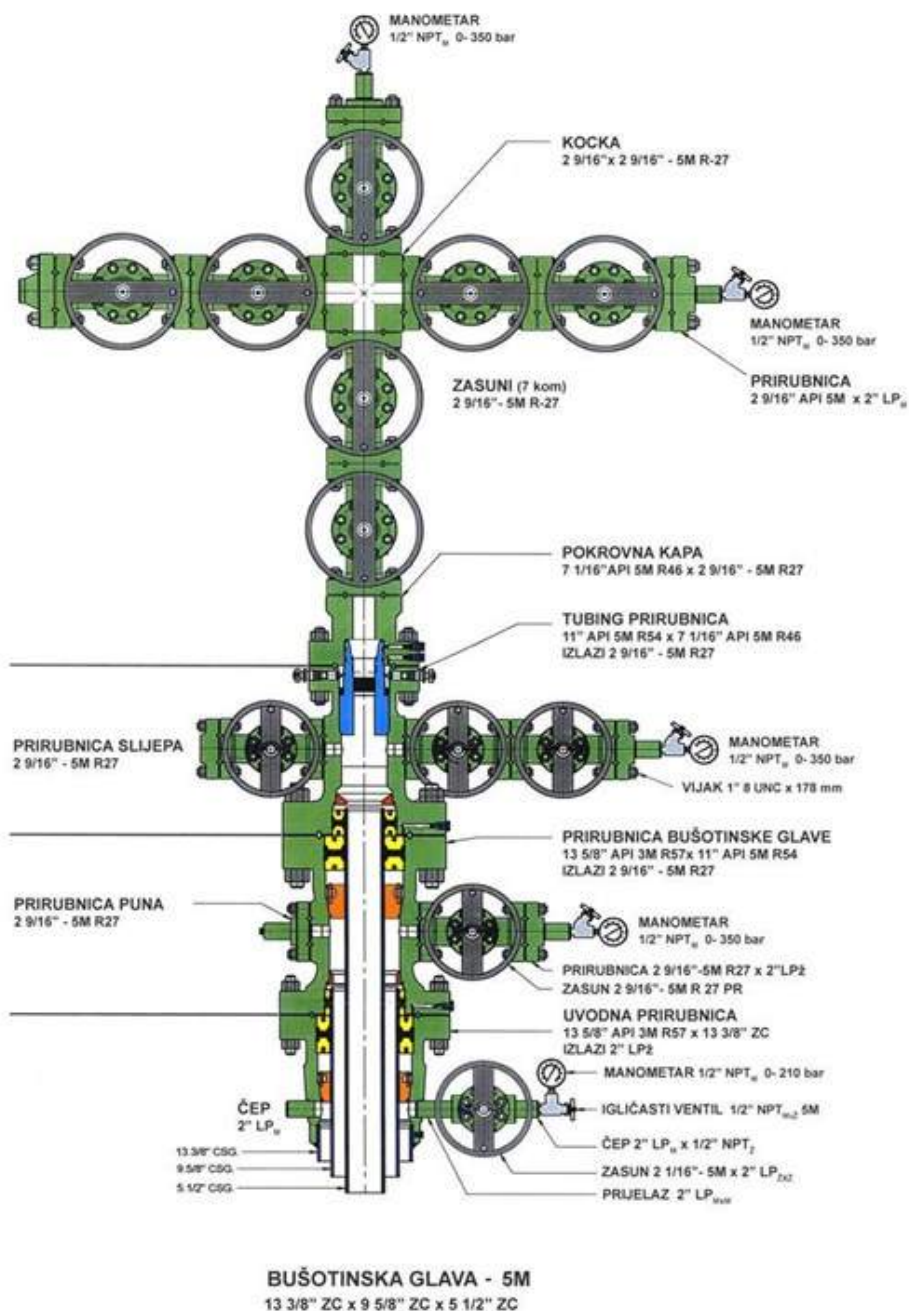 MANOMETAR
1/2" NPTM 0- 350 bar
KOCKA
2 9/16"x 2 9/16" - 5M R-27
MANOMETAR
1/2" NPTM 0- 350 bar
PRIRUBNICA
2 9/16" API 5M x 2" LPM
ZASUNI (7 kom)
2 9/16"- 5M R-27
POKROVNA KAPA
7 1/16"API 5M R46 x 2 9/16" - 5M R27
TUBING PRIRUBNICA
11" API 5M R54 x 7 1/16" API 5M R46
IZLAZI 2 9/16" - 5M R27
PRIRUBNICA SLIJEPA
2 9/16" - 5M R27
MANOMETAR
1/2" NPTM 0- 350 bar
VIJAK 1" 8 UNC x 178 mm
PRIRUBNICA BUŠOTINSKE GLAVE
13 5/8" API 3M R57x 11" API 5M R54
IZLAZI 2 9/16" - 5M R27
PRIRUBNICA PUNA
2 9/16" - 5M R27
MANOMETAR
1/2" NPTM 0- 350 bar
PRIRUBNICA 2 9/16"-5M R27 x 2"LPž
ZASUN 2 9/16"- 5M R 27 PR
UVODNA PRIRUBNICA
13 5/8" API 3M R57 x 13 3/8" ZC
IZLAZI 2" LPž
MANOMETAR 1/2" NPTM 0- 210 bar
ČEP
2" LPM
IGLIČASTI VENTIL 1/2" NPTMxŽ 5M
ČEP 2" LPM x 1/2" NPTŽ
ZASUN 2 1/16"- 5M x 2" LPŽXŽ
PRIJELAZ 2" LPMxM
13 3/8" CSG.
9.5/8" CSG.
5 1/2" CSG.
BUŠOTINSKA GLAVA - 5M
13 3/8" ZC x 9 5/8" ZC x 5 1/2" ZC